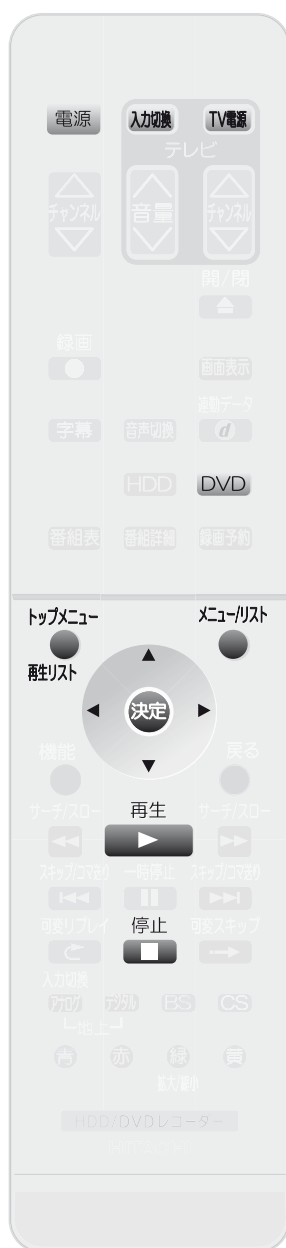 電源 入力切換 TV電源
テレビ
チャンネル 音量 チャンネル
開/閉
録画 画面表示
連動データ
字幕 音声切換 d
HDD DVD
番組表 番組詳細 録画予約
トップメニュー メニュー/リスト
再生リスト
決定
機能 戻る
サーチ/スロー 再生 サーチ/スロー
スキップ/コマ送り 一時停止 スキップ/コマ送り
可変リプレイ 停止 可変スキップ
入力切換
アナログ デジタル BS CS
地上
青 赤 緑 黄
拡大/縮小
HDD/DVDレコーダー